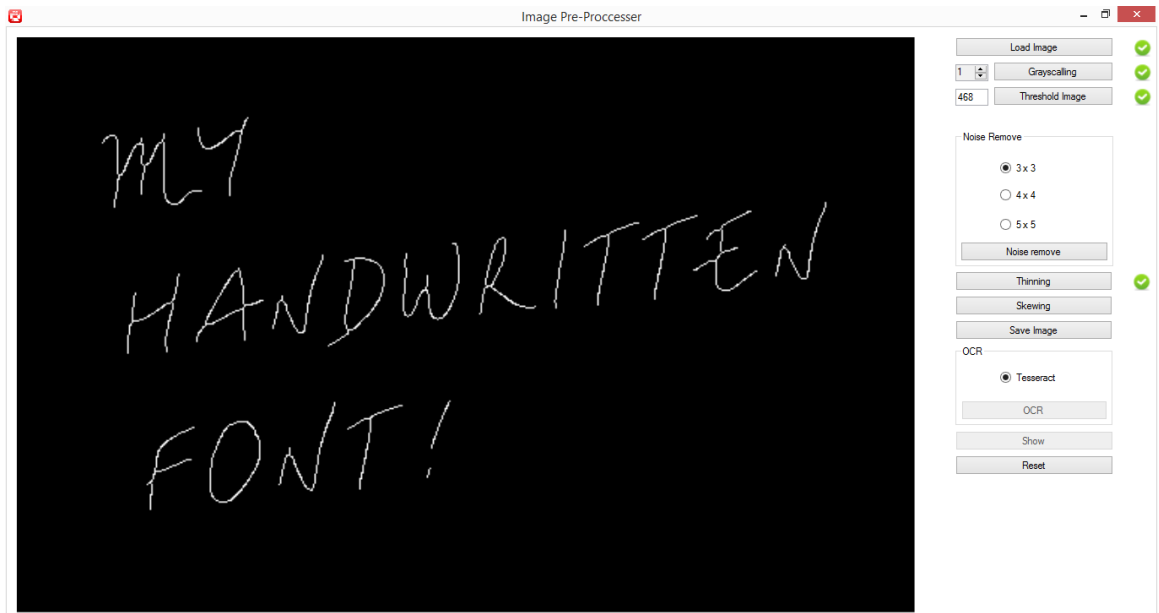 Image Pre-Proccesser
Load Image
1 Grayscalling
468 Threshold Image
Noise Remove
3 x 3
4 x 4
5 x 5
Noise remove
Thinning
Skewing
Save Image
OCR
Tesseract
OCR
Show
Reset
MY
HANDWRITTEN
FONT!